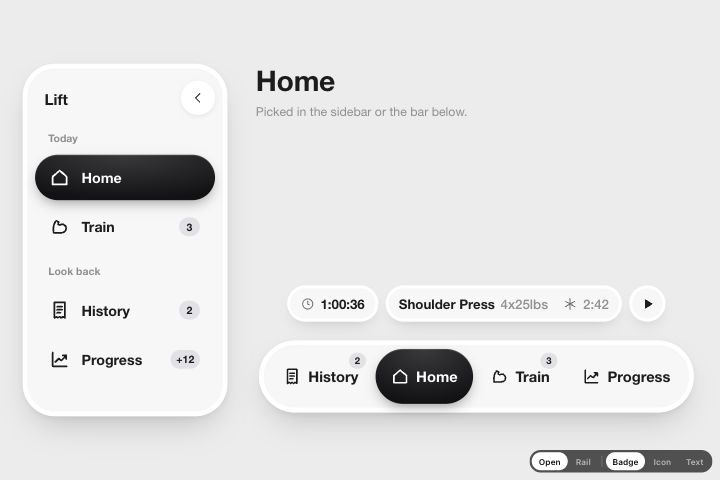 Lift
Today
Home
Train 3
Look back
History 2
Progress +12
Home
Picked in the sidebar or the bar below.
1:00:36 Shoulder Press 4x25lbs 2:42
History 2 Home Train 3 Progress
Open Rail Badge Icon Text